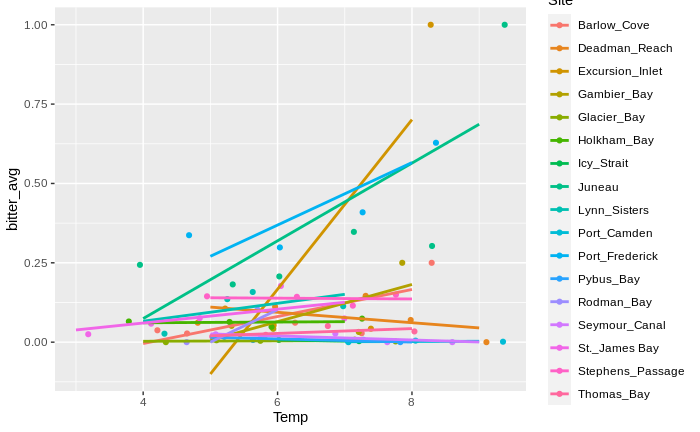 Site
1.00
0.75
0.50
0.25
0.00
bitter_avg
4
6
8
Temp
Barlow_Cove
Deadman_Reach
Excursion_Inlet
Gambier_Bay
Glacier_Bay
Holkham_Bay
Icy_Strait
Juneau
Lynn_Sisters
Port_Camden
Port_Frederick
Pybus_Bay
Rodman_Bay
Seymour_Canal
St._James Bay
Stephens_Passage
Thomas_Bay